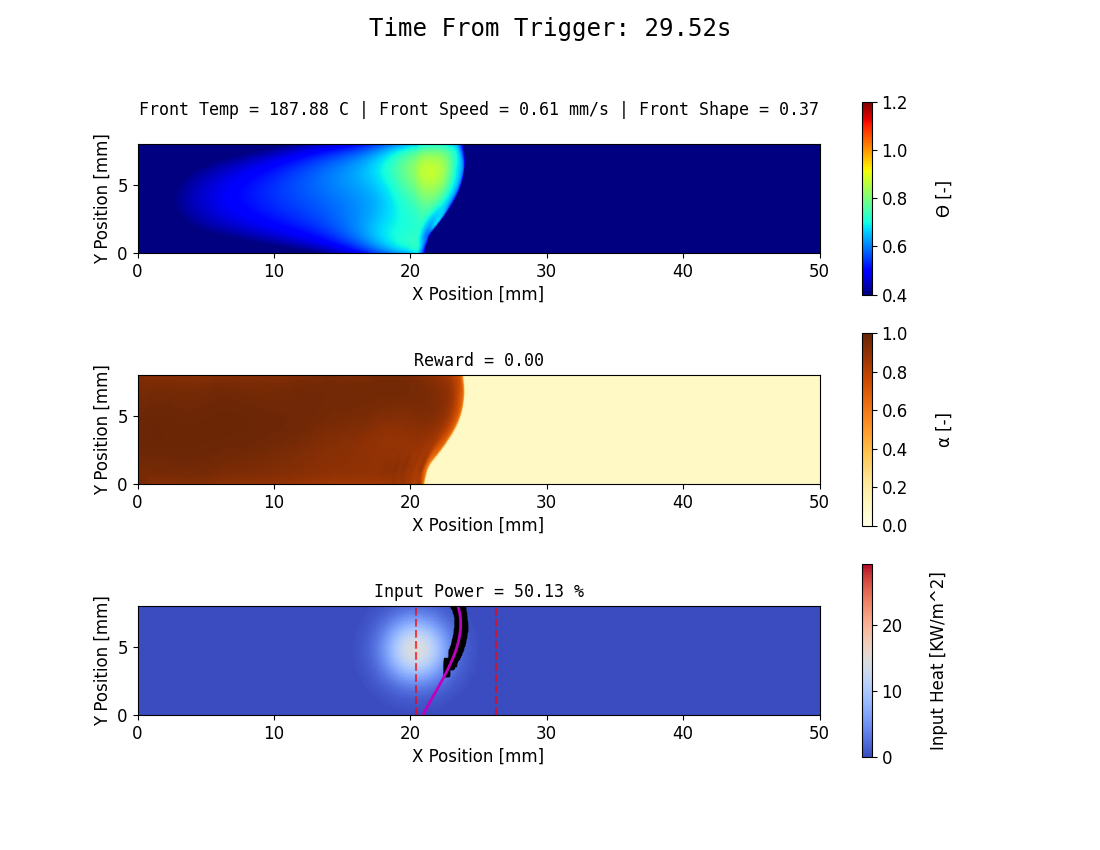 Time From Trigger: 29.52s
Front Temp = 187.88 C | Front Speed = 0.61 mm/s | Front Shape = 0.37
Y Position [mm]
5
0
0 10 20 30 40 50
X Position [mm]
1.2
1.0
0.8
0.6
0.4
Θ [-]
Reward = 0.00
Y Position [mm]
5
0
0 10 20 30 40 50
X Position [mm]
1.0
0.8
0.6
0.4
0.2
0.0
α [-]
Input Power = 50.13 %
Y Position [mm]
5
0
0 10 20 30 40 50
X Position [mm]
20
10
0
Input Heat [KW/m^2]